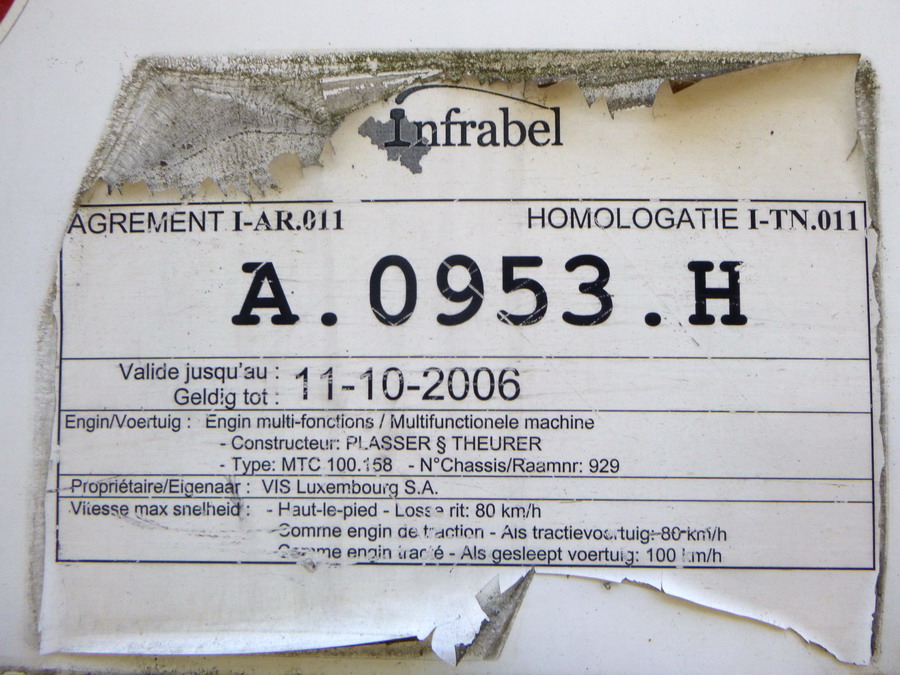 Infrabel
AGREMENT I-AR.011 HOMOLOGATIE I-TN.011
A.0953.H
Valide jusqu'au :
Geldig tot : 11-10-2006
Engin/Voertuig : Engin multi-fonctions / Multifunctionele machine
- Constructeur: PLASSER § THEURER
- Type: MTC 100.158 - N°Chassis/Raamnr: 929
Propriétaire/Eigenaar : VIS Luxembourg S.A.
Vitesse max snelheid : - Haut-le-pied - Losse rit: 80 km/h
Comme engin de traction - Als tractievoertuig: 80 km/h
Comme engin tracté - Als gesleept voertuig: 100 km/h